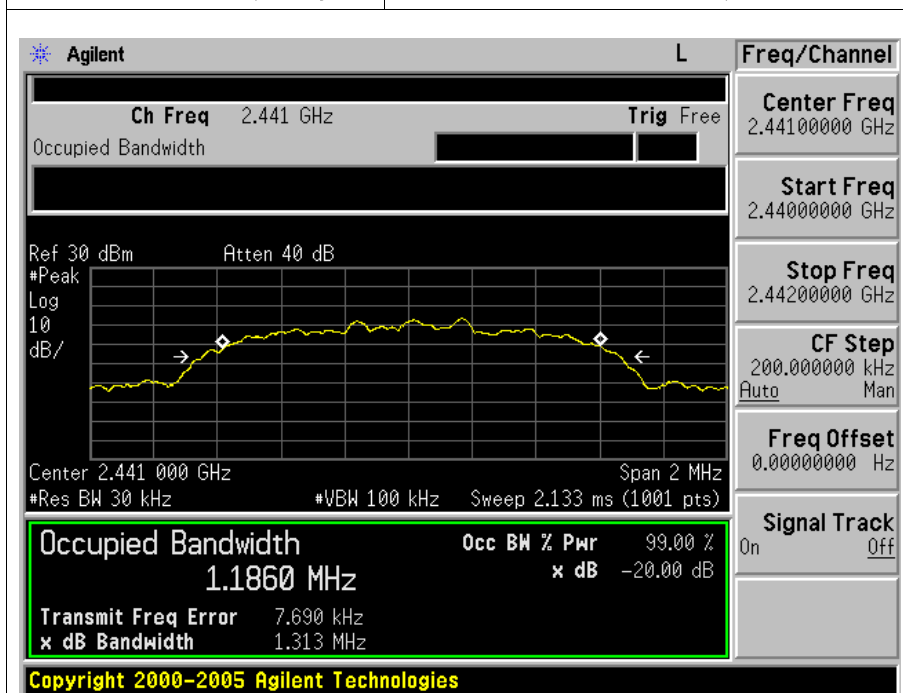 Agilent L Freq/Channel
Ch Freq 2.441 GHz Trig Free
Occupied Bandwidth
Center Freq
2.44100000 GHz
Start Freq
2.44000000 GHz
Stop Freq
2.44200000 GHz
CF Step
200.000000 kHz
Auto Man
Freq Offset
0.00000000 Hz
Signal Track
On Off
Ref 30 dBm Atten 40 dB
#Peak
Log
10
dB/
Center 2.441 000 GHz Span 2 MHz
#Res BW 30 kHz #VBW 100 kHz Sweep 2.133 ms (1001 pts)
Occupied Bandwidth Occ BW % Pwr 99.00 %
1.1860 MHz x dB -20.00 dB
Transmit Freq Error 7.690 kHz
x dB Bandwidth 1.313 MHz
Copyright 2000-2005 Agilent Technologies